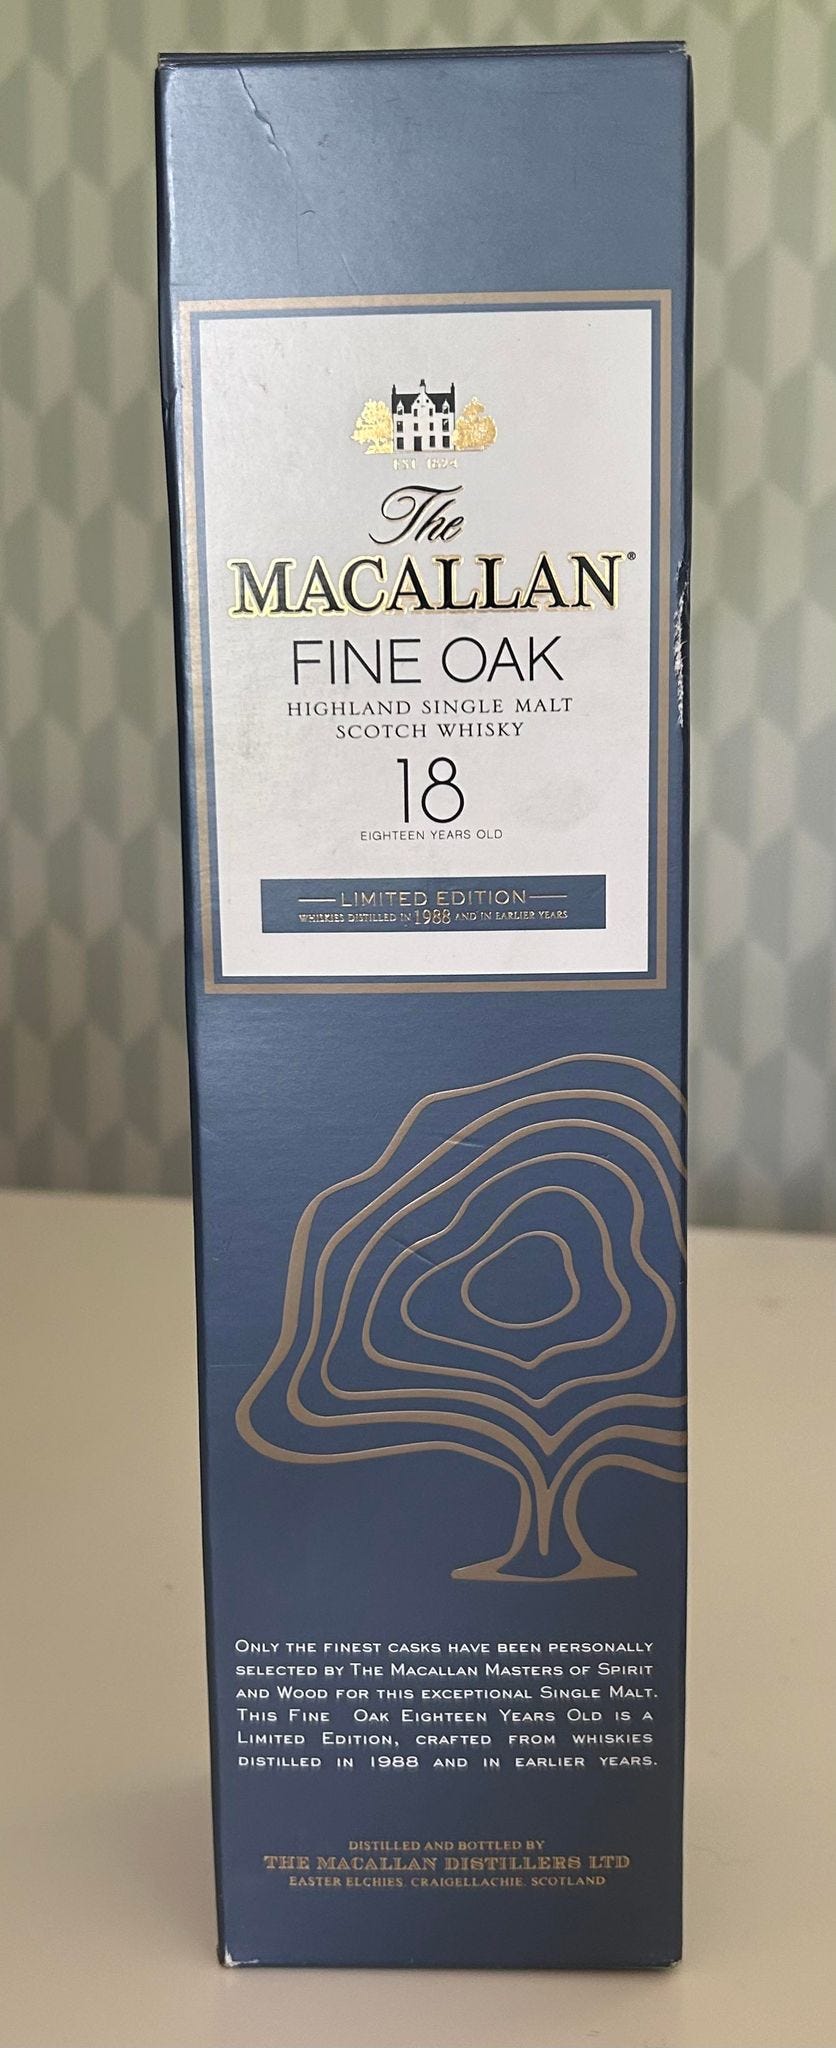 EST. 1824
The
MACALLAN®
FINE OAK
HIGHLAND SINGLE MALT
SCOTCH WHISKY
18
EIGHTEEN YEARS OLD
LIMITED EDITION
WHISKIES DISTILLED IN 1988 AND IN EARLIER YEARS
ONLY THE FINEST CASKS HAVE BEEN PERSONALLY
SELECTED BY THE MACALLAN MASTERS OF SPIRIT
AND WOOD FOR THIS EXCEPTIONAL SINGLE MALT.
THIS FINE OAK EIGHTEEN YEARS OLD IS A
LIMITED EDITION, CRAFTED FROM WHISKIES
DISTILLED IN 1988 AND IN EARLIER YEARS.
DISTILLED AND BOTTLED BY
THE MACALLAN DISTILLERS LTD
EASTER ELCHIES, CRAIGELLACHIE, SCOTLAND